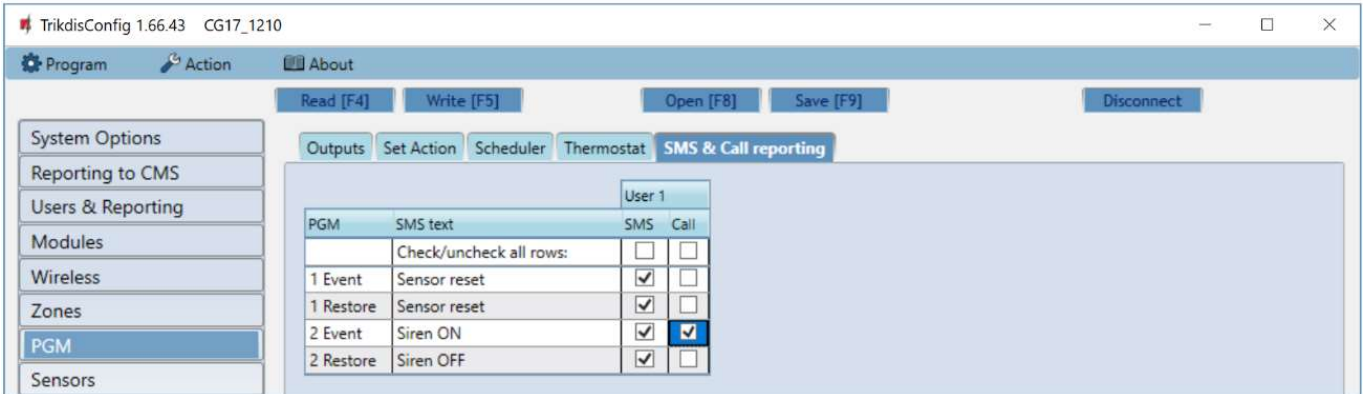 TrikdisConfig 1.66.43 CG17_1210
Program Action About
Read [F4] Write [F5] Open [F8] Save [F9] Disconnect
System Options
Reporting to CMS
Users & Reporting
Modules
Wireless
Zones
PGM
Sensors
Outputs Set Action Scheduler Thermostat SMS & Call reporting
User 1
PGM SMS text SMS Call
Check/uncheck all rows:
1 Event Sensor reset
1 Restore Sensor reset
2 Event Siren ON
2 Restore Siren OFF